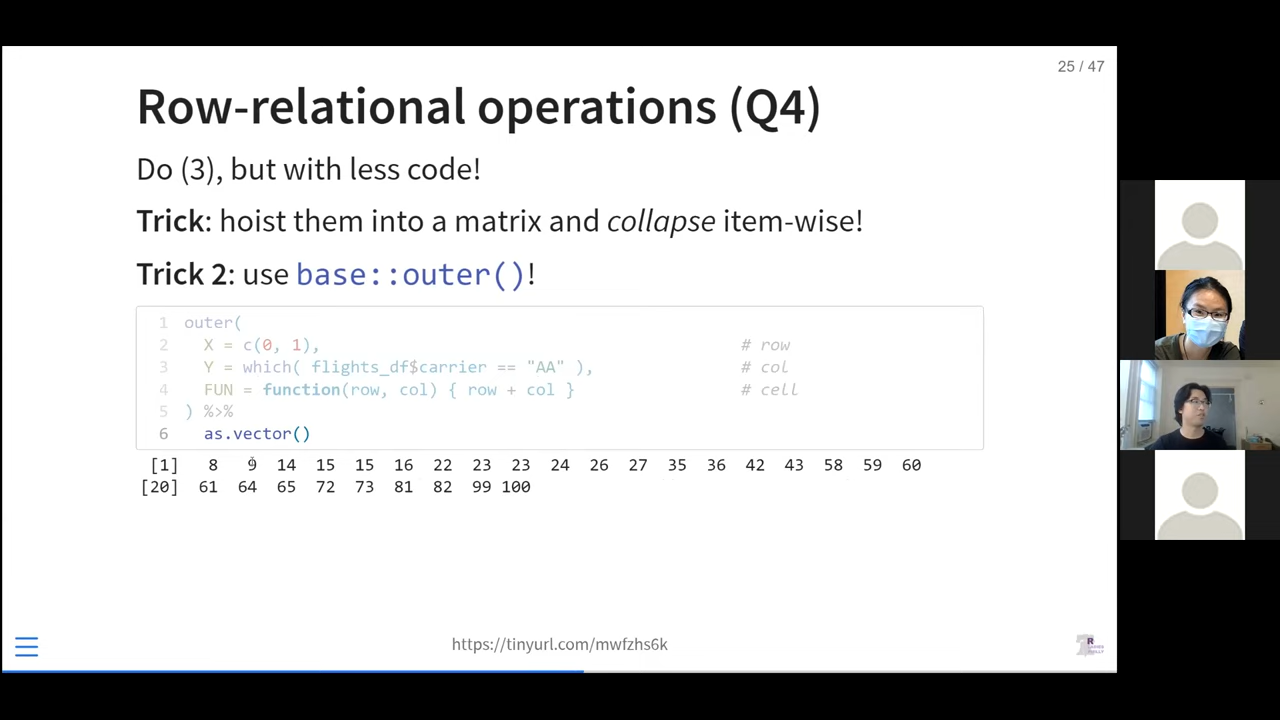 25 / 47
Row-relational operations (Q4)
Do (3), but with less code!
Trick: hoist them into a matrix and collapse item-wise!
Trick 2: use base::outer()!
1 outer(
2 X = c(0, 1), # row
3 Y = which( flights_df$carrier == "AA" ), # col
4 FUN = function(row, col) { row + col } # cell
5 ) %>%
6 as.vector()
[1] 8 9 14 15 15 16 22 23 23 24 26 27 35 36 42 43 58 59 60
[20] 61 64 65 72 73 81 82 99 100
https://tinyurl.com/mwfzhs6k
R